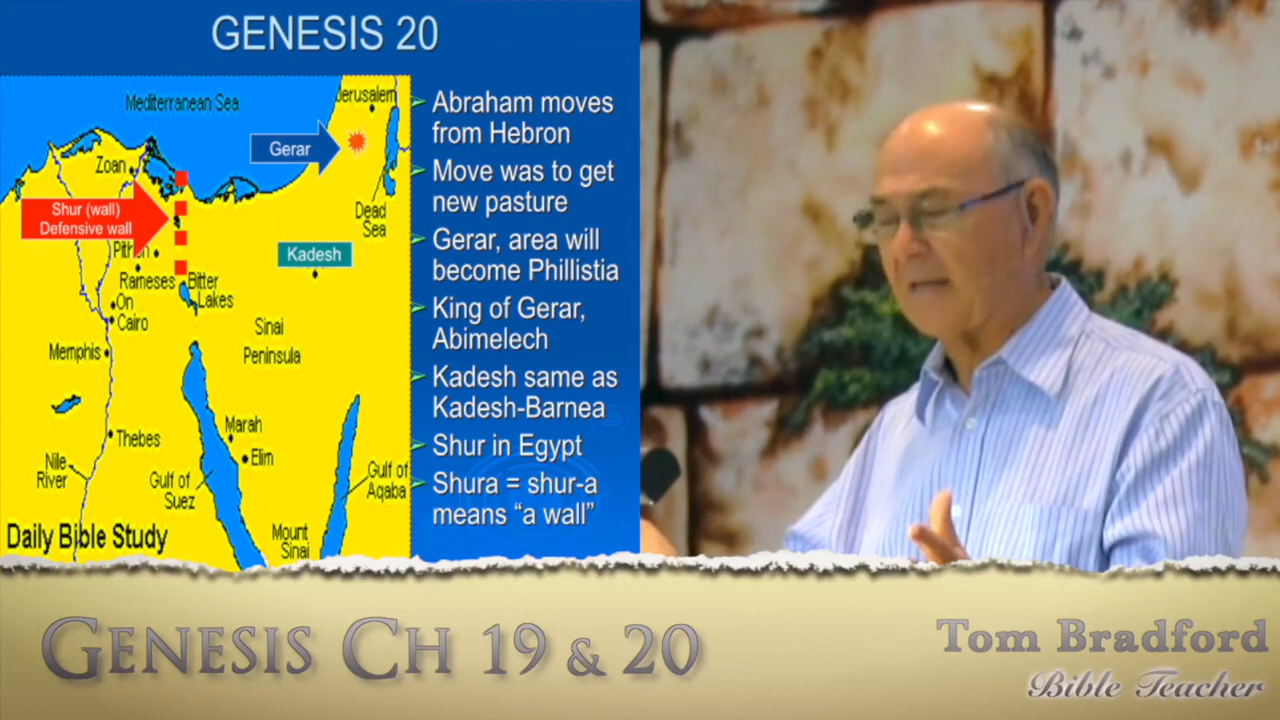 GENESIS 20
Mediterranean Sea
Jerusalem
Gerar
Zoan
Shur (wall)
Defensive wall
Dead
Sea
Kadesh
Rameses
Bitter
Lakes
On
Cairo
Sinai
Peninsula
Memphis
Marah
Elim
Thebes
Nile
River
Gulf of
Suez
Gulf of
Aqaba
Mount
Sinai
Daily Bible Study
Abraham moves
from Hebron
Move was to get
new pasture
Gerar, area will
become Phillistia
King of Gerar,
Abimelech
Kadesh same as
Kadesh-Barnea
Shur in Egypt
Shura = shur-a
means “a wall”
GENESIS CH 19 & 20
Tom Bradford
Bible Teacher